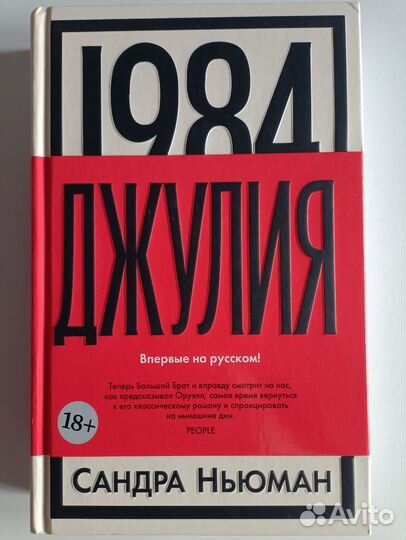 1984
ДЖУЛИЯ
Впервые на русском!
Теперь Большой Брат и вправду смотрит на нас,
как предсказывал Оруэлл; самое время вернуться
к его классическому роману и спроецировать
на нынешние дни.
PEOPLE
18+
САНДРА НЬЮМАН
Avito